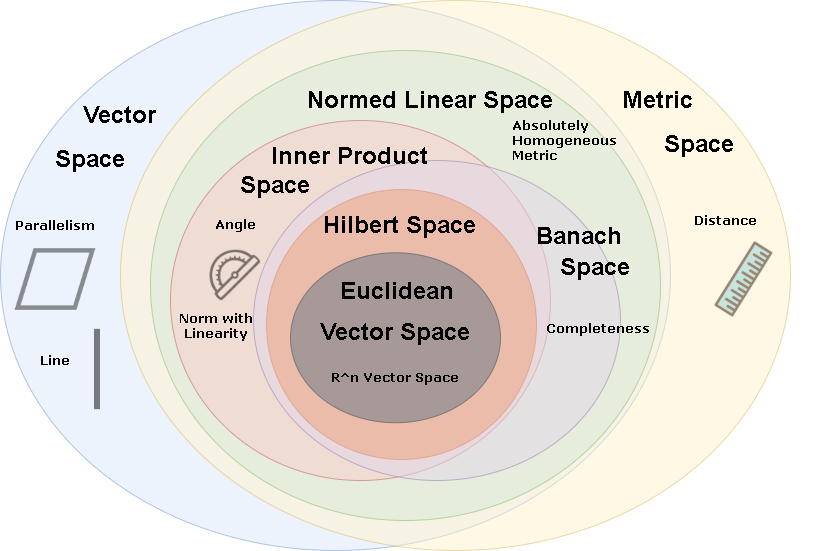 Vector
Space
Parallelism
Line
Normed Linear Space
Absolutely
Homogeneous
Metric
Metric
Space
Distance
Inner Product
Space
Angle
Norm with
Linearity
Hilbert Space
Banach
Space
Completeness
Euclidean
Vector Space
R^n Vector Space